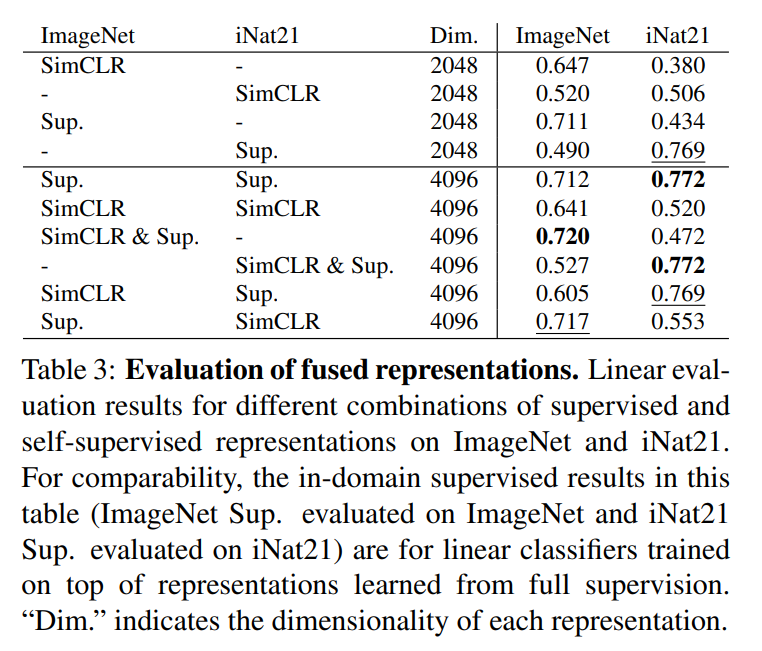 ImageNet iNat21 Dim. ImageNet iNat21
SimCLR - 2048 0.647 0.380
- SimCLR 2048 0.520 0.506
Sup. - 2048 0.711 0.434
- Sup. 2048 0.490 0.769
Sup. Sup. 4096 0.712 0.772
SimCLR SimCLR 4096 0.641 0.520
SimCLR & Sup. - 4096 0.720 0.472
- SimCLR & Sup. 4096 0.527 0.772
SimCLR Sup. 4096 0.605 0.769
Sup. SimCLR 4096 0.717 0.553
Table 3: Evaluation of fused representations. Linear eval-
uation results for different combinations of supervised and
self-supervised representations on ImageNet and iNat21.
For comparability, the in-domain supervised results in this
table (ImageNet Sup. evaluated on ImageNet and iNat21
Sup. evaluated on iNat21) are for linear classifiers trained
on top of representations learned from full supervision.
“Dim.” indicates the dimensionality of each representation.